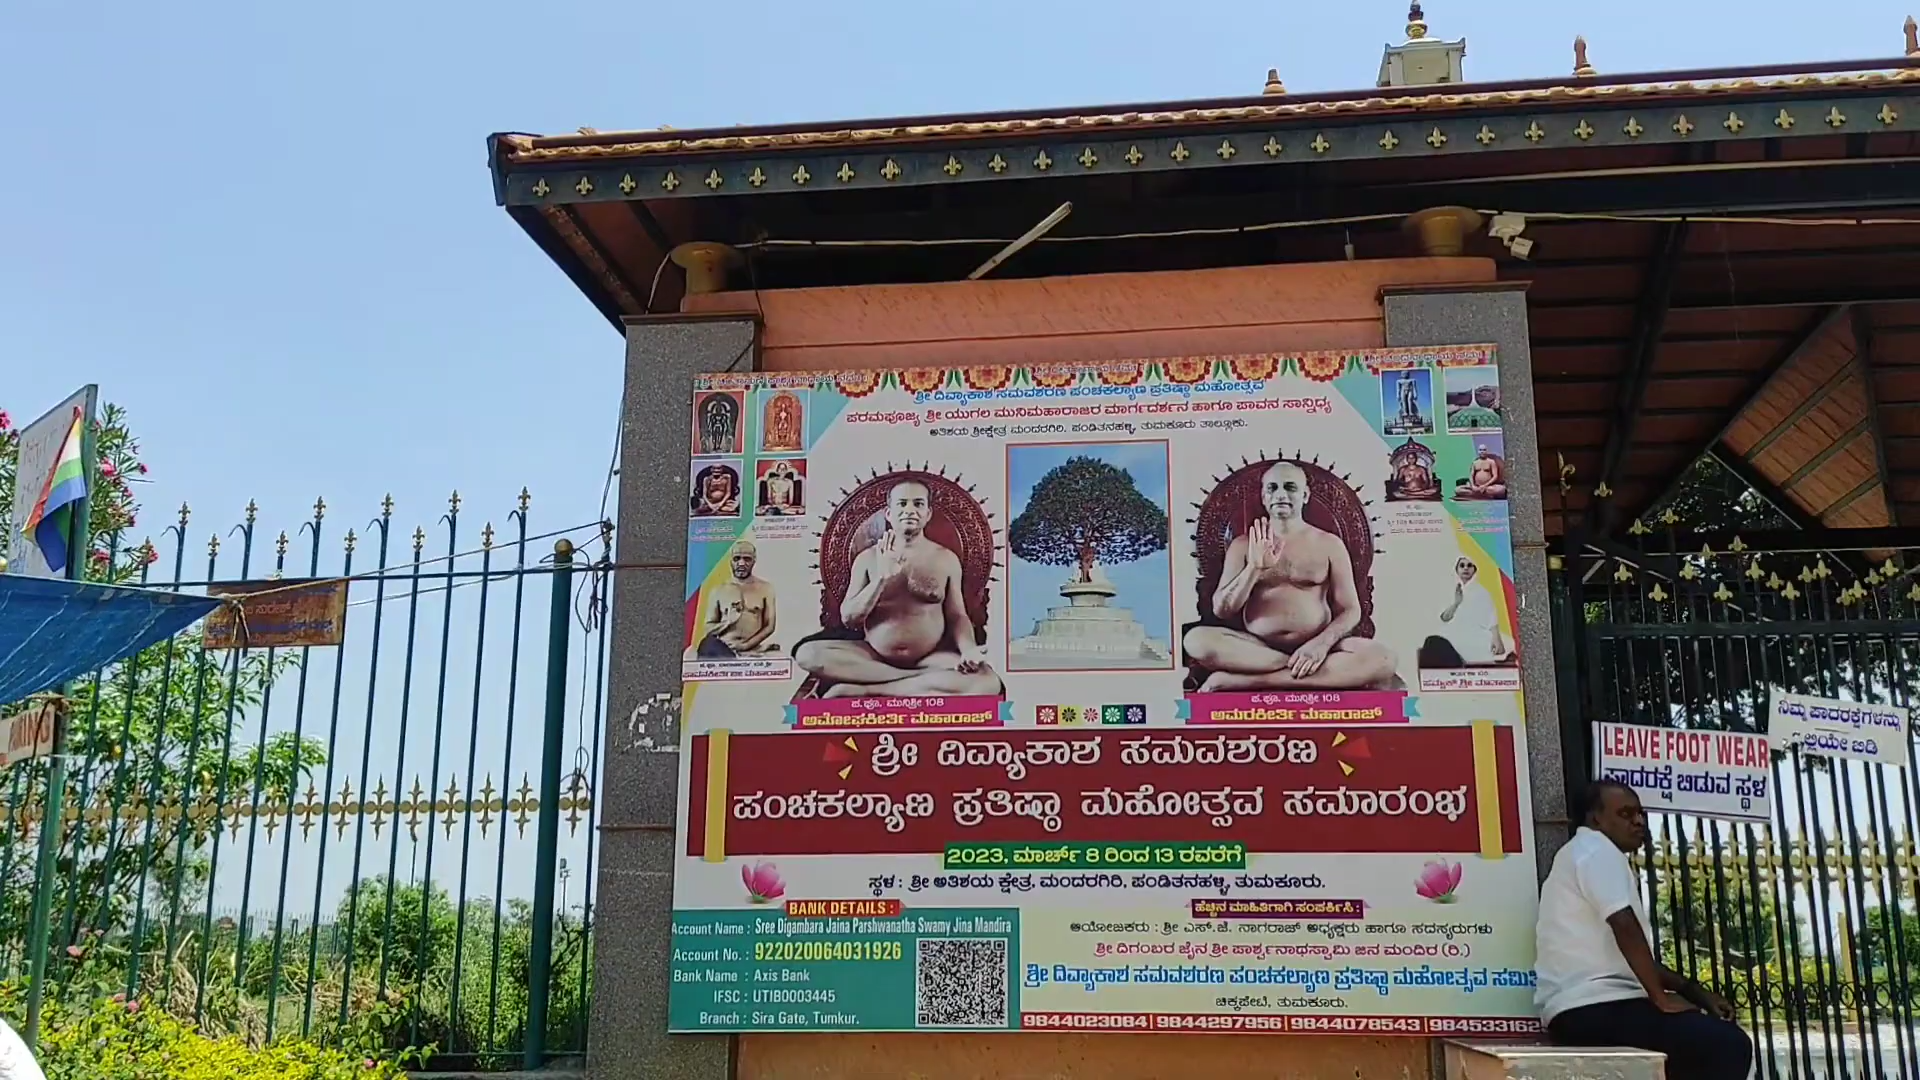 ಶ್ರೀ ದಿವ್ಯಾಕಾಶ ಸಮವಶರಣ ಪಂಚಕಲ್ಯಾಣ ಪ್ರತಿಷ್ಠಾ ಮಹೋತ್ಸವ
ಪರಮಪೂಜ್ಯ ಶ್ರೀ ಯುಗಲ ಮುನಿಮಹಾರಾಜರ ಮಾರ್ಗದರ್ಶನ ಹಾಗೂ ಪಾವನ ಸಾನ್ನಿಧ್ಯ
ಅತಿಶಯ ಶ್ರೀಕ್ಷೇತ್ರ ಮಂದರಗಿರಿ, ಪಂಡಿತನಹಳ್ಳಿ, ತುಮಕೂರು ತಾಲ್ಲೂಕು.
ಪ.ಪೂ. ಮುನಿಶ್ರೀ 108
ಅಮೋಘಕೀರ್ತಿ ಮಹಾರಾಜ್
ಪ.ಪೂ. ಮುನಿಶ್ರೀ 108
ಅಮರಕೀರ್ತಿ ಮಹಾರಾಜ್
ಶ್ರೀ ದಿವ್ಯಾಕಾಶ ಸಮವಶರಣ
ಪಂಚಕಲ್ಯಾಣ ಪ್ರತಿಷ್ಠಾ ಮಹೋತ್ಸವ ಸಮಾರಂಭ
2023, ಮಾರ್ಚ್ 8 ರಿಂದ 13 ರವರೆಗೆ
ಸ್ಥಳ : ಶ್ರೀ ಅತಿಶಯ ಕ್ಷೇತ್ರ, ಮಂದರಗಿರಿ, ಪಂಡಿತನಹಳ್ಳಿ, ತುಮಕೂರು.
BANK DETAILS :
Account Name : Sree Digambara Jaina Parshwanatha Swamy Jina Mandira
Account No. : 922020064031926
Bank Name : Axis Bank
IFSC : UTIB0003445
Branch : Sira Gate, Tumkur.
ಹೆಚ್ಚಿನ ಮಾಹಿತಿಗಾಗಿ ಸಂಪರ್ಕಿಸಿ :
ಆಯೋಜಕರು : ಶ್ರೀ ಎಸ್.ಜೆ. ನಾಗರಾಜ್ ಅಧ್ಯಕ್ಷರು ಹಾಗೂ ಸದಸ್ಯರುಗಳು
ಶ್ರೀ ದಿಗಂಬರ ಜೈನ ಶ್ರೀ ಪಾರ್ಶ್ವನಾಥಸ್ವಾಮಿ ಜಿನ ಮಂದಿರ (ರಿ.)
ಶ್ರೀ ದಿವ್ಯಾಕಾಶ ಸಮವಶರಣ ಪಂಚಕಲ್ಯಾಣ ಪ್ರತಿಷ್ಠಾ ಮಹೋತ್ಸವ ಸಮಿ
ಚಿಕ್ಕಪೇಟೆ, ತುಮಕೂರು.
9844023084 | 9844297956 | 9844078543 | 984533162
LEAVE FOOT WEAR
ಪಾದರಕ್ಷೆ ಬಿಡುವ ಸ್ಥಳ
ನಿಮ್ಮ ಪಾದರಕ್ಷೆಗಳನ್ನು
ಇಲ್ಲಿಯೇ ಬಿಡಿ